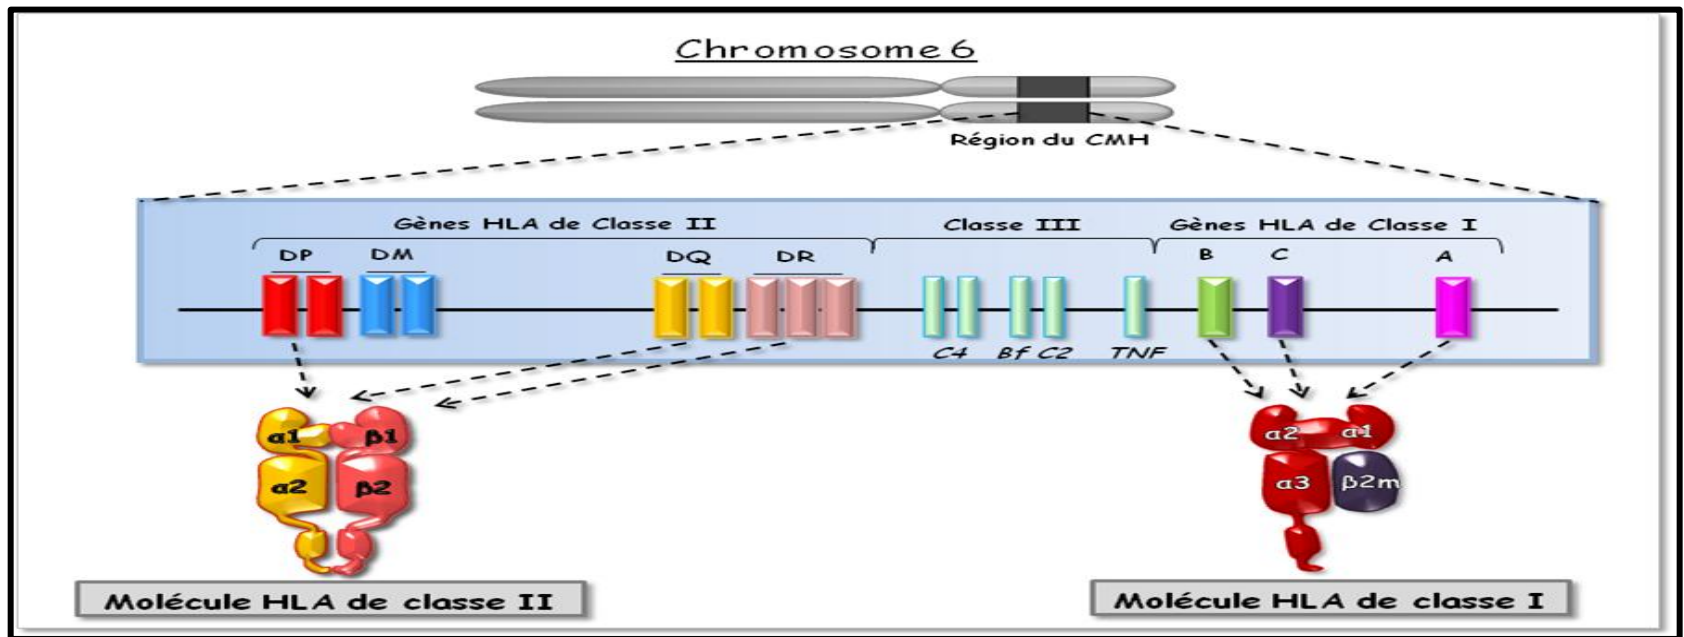 Chromosome 6
Région du CMH
Gènes HLA de Classe II
Classe III
Gènes HLA de Classe I
DP DM DQ DR B C A
C4 Bf C2 TNF
α1 β1 α2 α1
α2 β2 α3 β2m
Molécule HLA de classe II
Molécule HLA de classe I